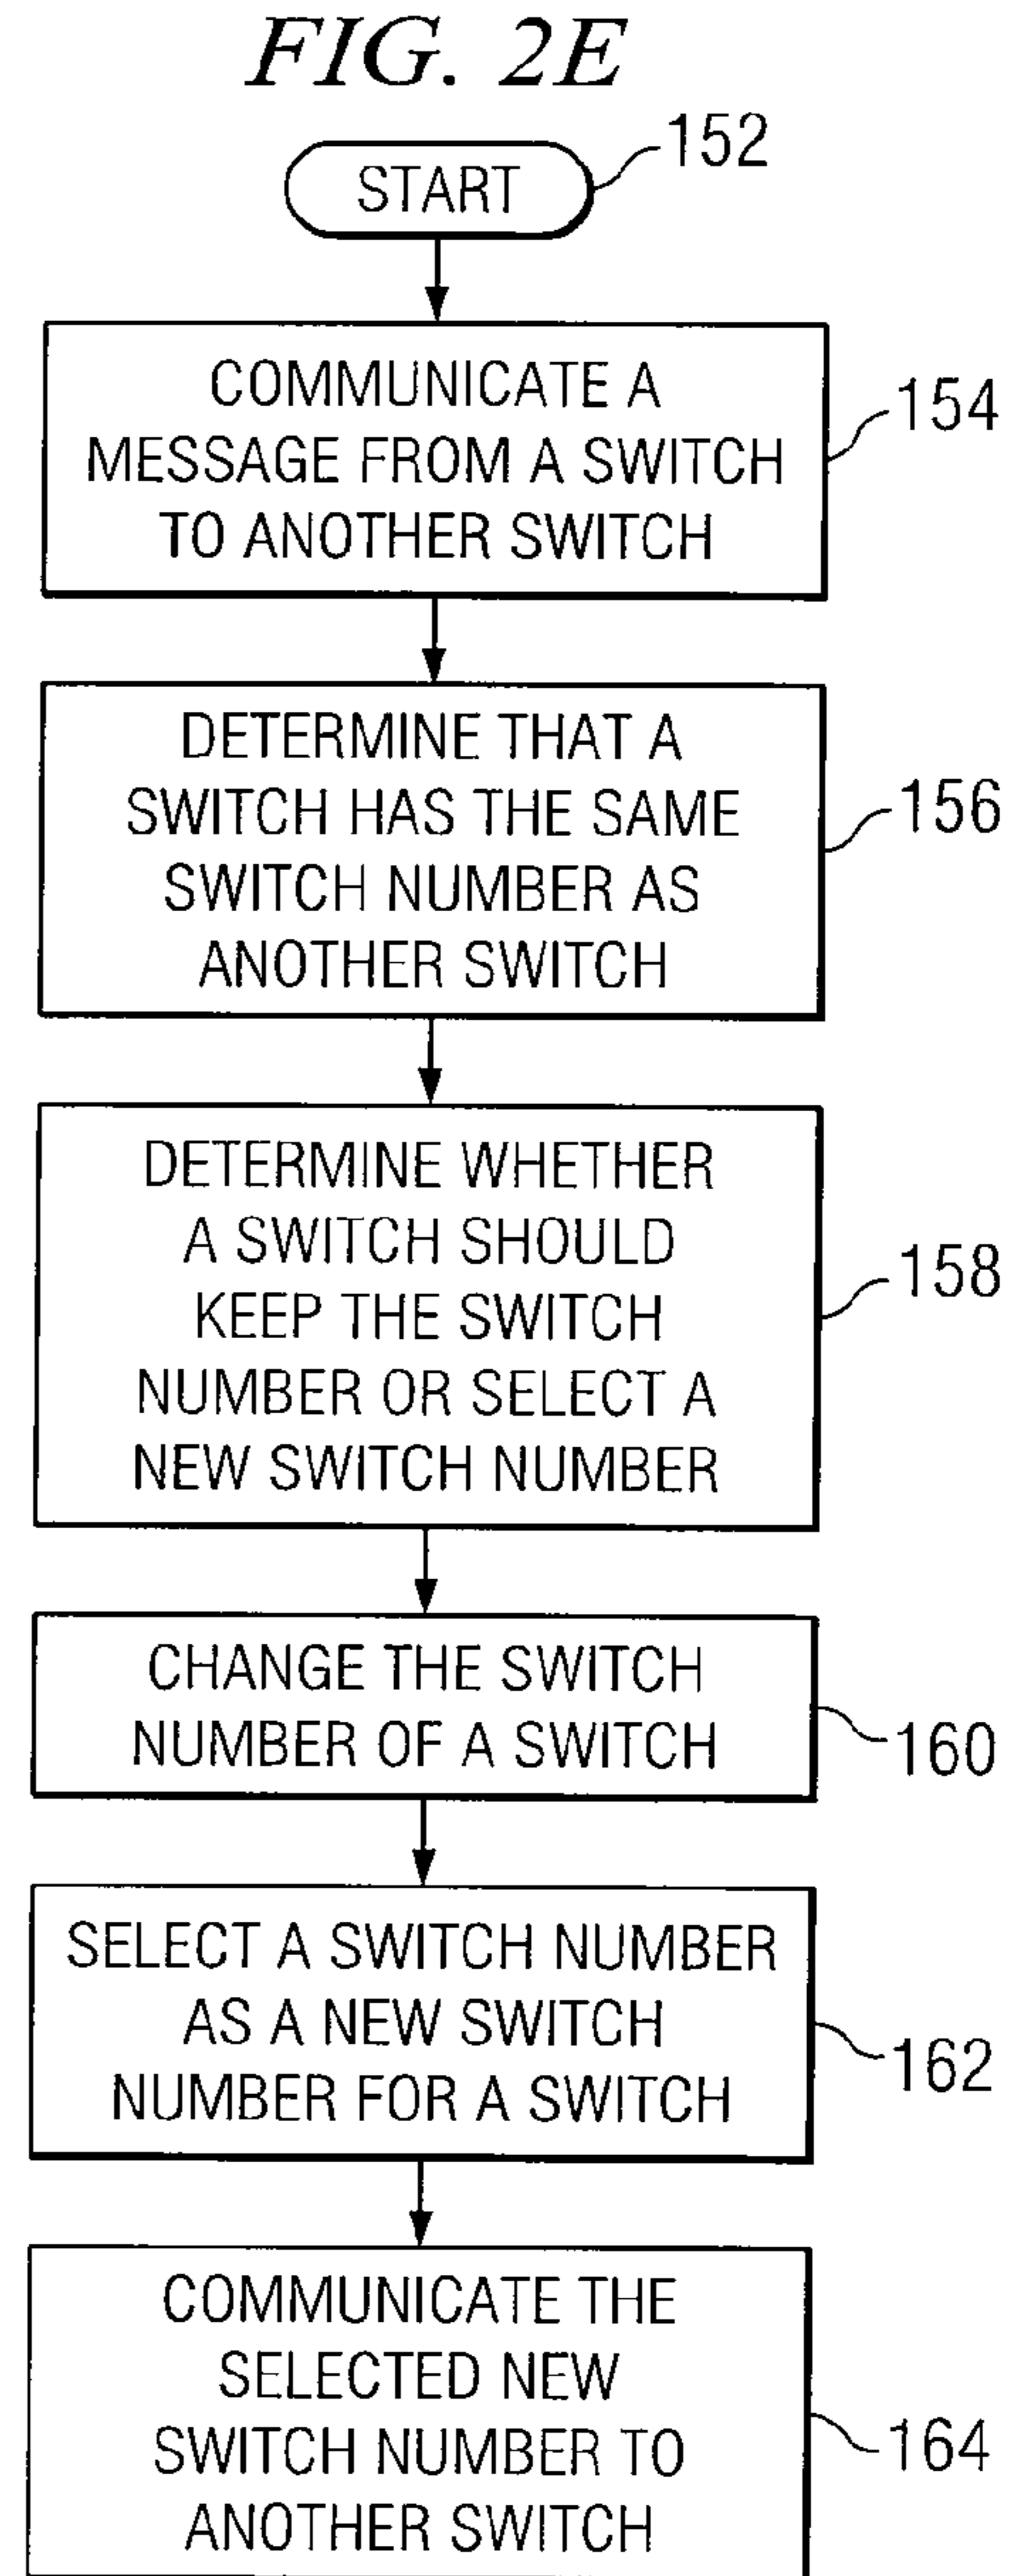 FIG. 2E
152
START
COMMUNICATE A
MESSAGE FROM A SWITCH
TO ANOTHER SWITCH
154
DETERMINE THAT A
SWITCH HAS THE SAME
SWITCH NUMBER AS
ANOTHER SWITCH
156
DETERMINE WHETHER
A SWITCH SHOULD
KEEP THE SWITCH
NUMBER OR SELECT A
NEW SWITCH NUMBER
158
CHANGE THE SWITCH
NUMBER OF A SWITCH
160
SELECT A SWITCH NUMBER
AS A NEW SWITCH
NUMBER FOR A SWITCH
162
COMMUNICATE THE
SELECTED NEW
SWITCH NUMBER TO
ANOTHER SWITCH
164